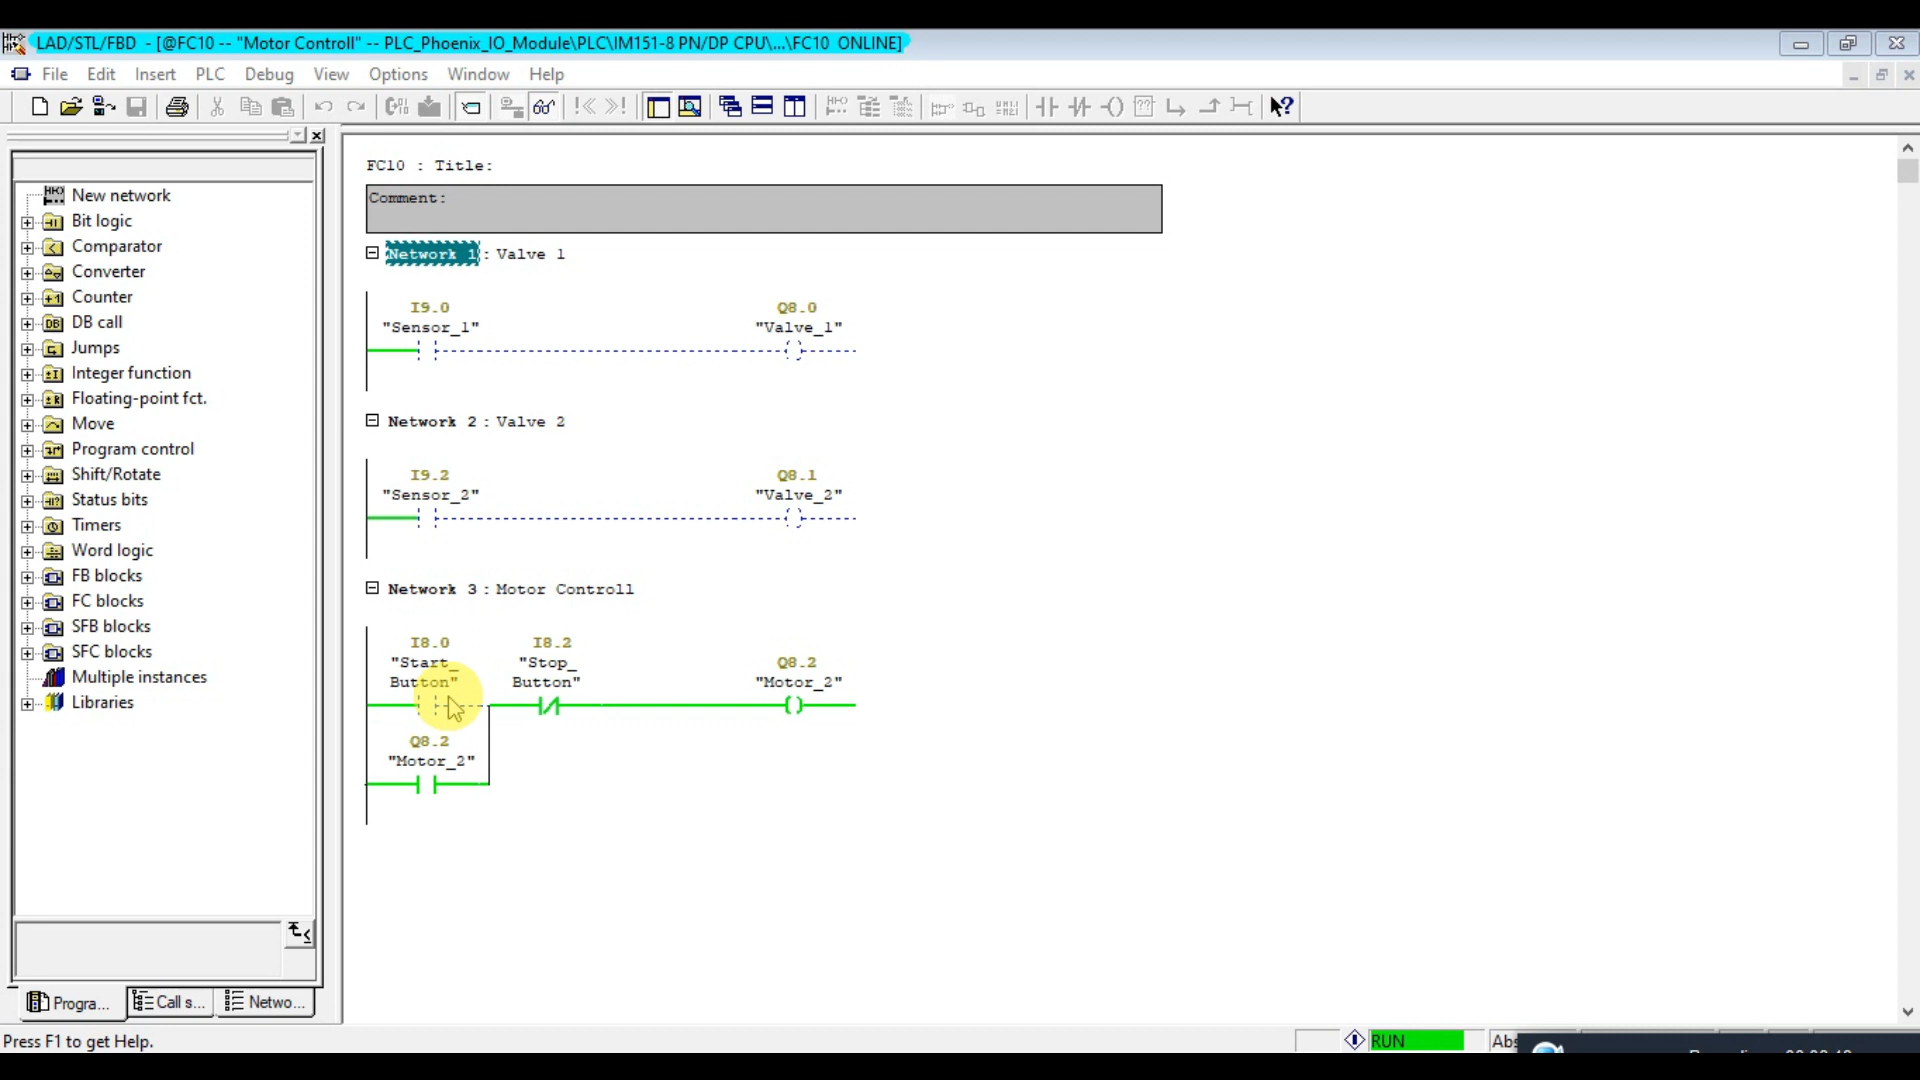 LAD/STL/FBD - [@FC10 -- "Motor Controll" -- PLC_Phoenix_IO_Module\PLC\IM151-8 PN/DP CPU\...\FC10 ONLINE]
File Edit Insert PLC Debug View Options Window Help
New network
Bit logic
Comparator
Converter
Counter
DB call
Jumps
Integer function
Floating-point fct.
Move
Program control
Shift/Rotate
Status bits
Timers
Word logic
FB blocks
FC blocks
SFB blocks
SFC blocks
Multiple instances
Libraries
Progra... Call s... Netwo...
FC10 : Title:
Comment:
Network 1 : Valve 1
I9.0 Q8.0
"Sensor_1" "Valve_1"
Network 2 : Valve 2
I9.2 Q8.1
"Sensor_2" "Valve_2"
Network 3 : Motor Controll
I8.0 I8.2
"Start_ "Stop_ Q8.2
Button" Button" "Motor_2"
Q8.2
"Motor_2"
Press F1 to get Help.
RUN
Abs